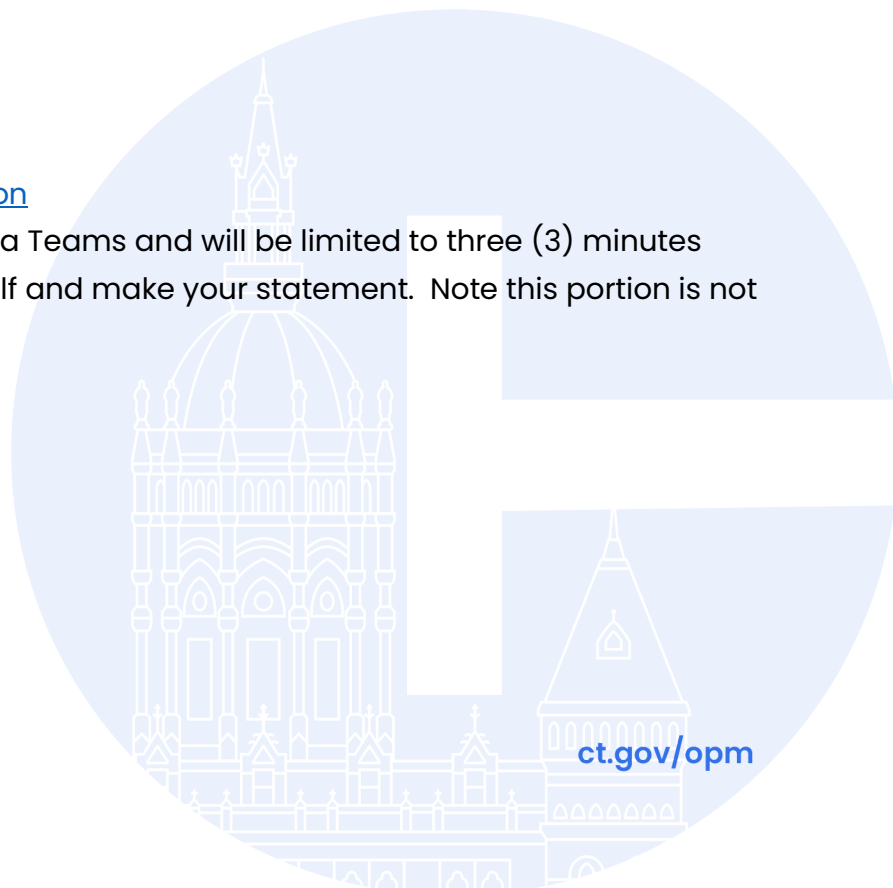 on
a Teams and will be limited to three (3) minutes
lf and make your statement.  Note this portion is not
ct.gov/opm